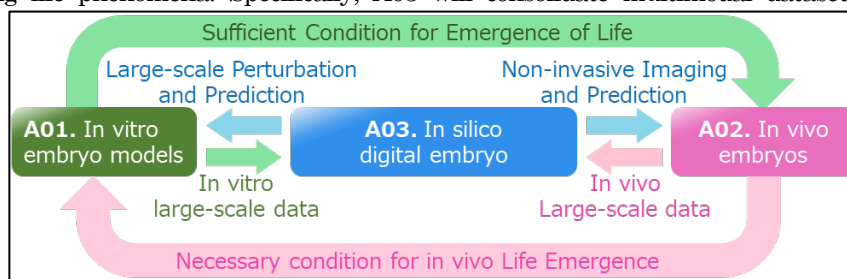 Sufficient Condition for Emergence of Life
Large-scale Perturbation
and Prediction
Non-invasive Imaging
and Prediction
A01. In vitro
embryo models
A03. In silico
digital embryo
A02. In vivo
embryos
In vitro
large-scale data
In vivo
Large-scale data
Necessary condition for in vivo Life Emergence